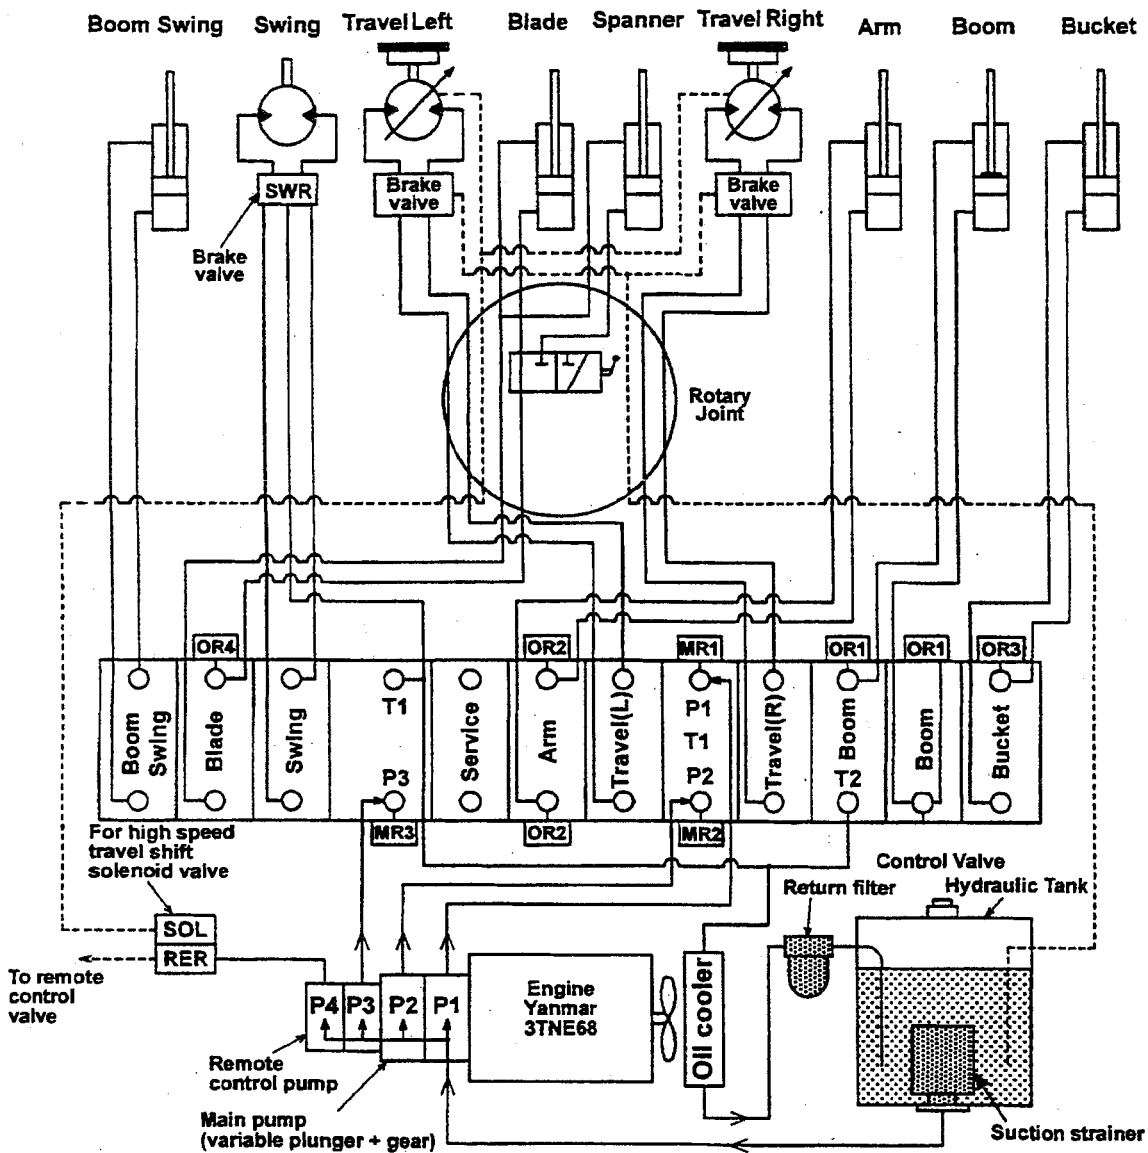 Boom Swing
Swing
Travel Left
Blade
Spanner
Travel Right
Arm
Boom
Bucket
SWR
Brake
valve
Brake
valve
Brake
valve
Rotary
Joint
OR4
OR2
MR1
OR1
OR1
OR3
Boom
Swing
Blade
Swing
T1
P3
Service
Arm
Travel(L)
P1
T1
P2
Travel(R)
Boom
T2
Boom
Bucket
MR3
OR2
MR2
For high speed
travel shift
solenoid valve
Control Valve
Return filter
Hydraulic Tank
SOL
RER
To remote
control
valve
P4
P3
P2
P1
Engine
Yanmar
3TNE68
Oil cooler
Remote
control pump
Main pump
(variable plunger + gear)
Suction strainer